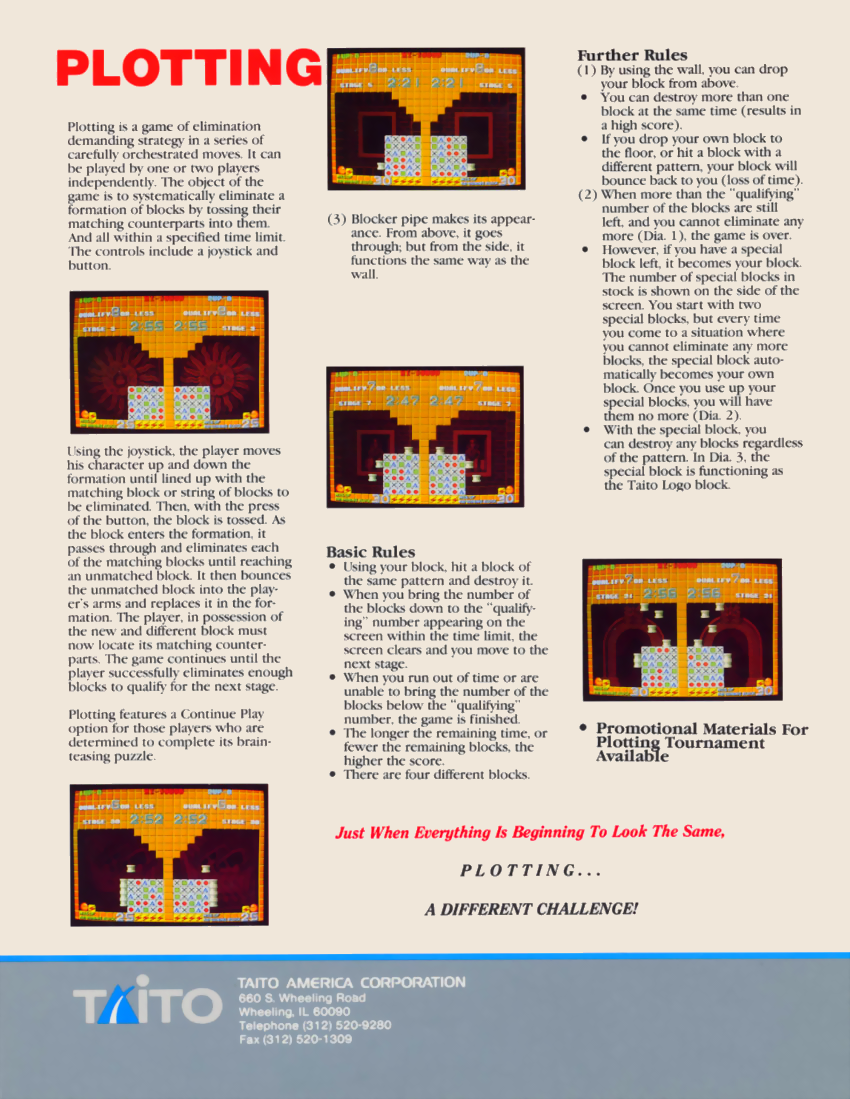 PLOTTING
Plotting is a game of elimination
demanding strategy in a series of
carefully orchestrated moves. It can
be played by one or two players
independently. The object of the
game is to systematically eliminate a
formation of blocks by tossing their
matching counterparts into them.
And all within a specified time limit.
The controls include a joystick and
button.
QUALIFY 8 OR LESS QUALIFY 8 OR LESS
STAGE 3 2:55 2:55 STAGE 3
25 25
Using the joystick, the player moves
his character up and down the
formation until lined up with the
matching block or string of blocks to
be eliminated. Then, with the press
of the button, the block is tossed. As
the block enters the formation, it
passes through and eliminates each
of the matching blocks until reaching
an unmatched block. It then bounces
the unmatched block into the play-
er's arms and replaces it in the for-
mation. The player, in possession of
the new and different block must
now locate its matching counter-
parts. The game continues until the
player successfully eliminates enough
blocks to qualify for the next stage.
Plotting features a Continue Play
option for those players who are
determined to complete its brain-
teasing puzzle.
QUALIFY 5 OR LESS QUALIFY 5 OR LESS
2:52 2:52
25 25
QUALIFY OR LESS QUALIFY OR LESS
2:21 2:21
(3) Blocker pipe makes its appear-
ance. From above, it goes
through; but from the side, it
functions the same way as the
wall.
QUALIFY 7 OR LESS QUALIFY 7 OR LESS
STAGE 7 2:47 2:47 STAGE 7
30 30
Basic Rules
• Using your block, hit a block of
the same pattern and destroy it.
• When you bring the number of
the blocks down to the "qualify-
ing" number appearing on the
screen within the time limit, the
screen clears and you move to the
next stage.
• When you run out of time or are
unable to bring the number of the
blocks below the "qualifying"
number, the game is finished.
• The longer the remaining time, or
fewer the remaining blocks, the
higher the score.
• There are four different blocks.
Further Rules
(1) By using the wall, you can drop
your block from above.
• You can destroy more than one
block at the same time (results in
a high score).
• If you drop your own block to
the floor, or hit a block with a
different pattern, your block will
bounce back to you (loss of time).
(2) When more than the "qualifying"
number of the blocks are still
left, and you cannot eliminate any
more (Dia. 1), the game is over.
• However, if you have a special
block left, it becomes your block.
The number of special blocks in
stock is shown on the side of the
screen. You start with two
special blocks, but every time
you come to a situation where
you cannot eliminate any more
blocks, the special block auto-
matically becomes your own
block. Once you use up your
special blocks, you will have
them no more (Dia. 2).
• With the special block, you
can destroy any blocks regardless
of the pattern. In Dia. 3, the
special block is functioning as
the Taito Logo block.
QUALIFY 7 OR LESS QUALIFY 7 OR LESS
STAGE 31 2:56 2:56 STAGE 31
30 30
• Promotional Materials For
Plotting Tournament
Available
Just When Everything Is Beginning To Look The Same,
PLOTTING...
A DIFFERENT CHALLENGE!
TAITO
TAITO AMERICA CORPORATION
660 S. Wheeling Road
Wheeling, IL 60090
Telephone (312) 520-9280
Fax (312) 520-1309